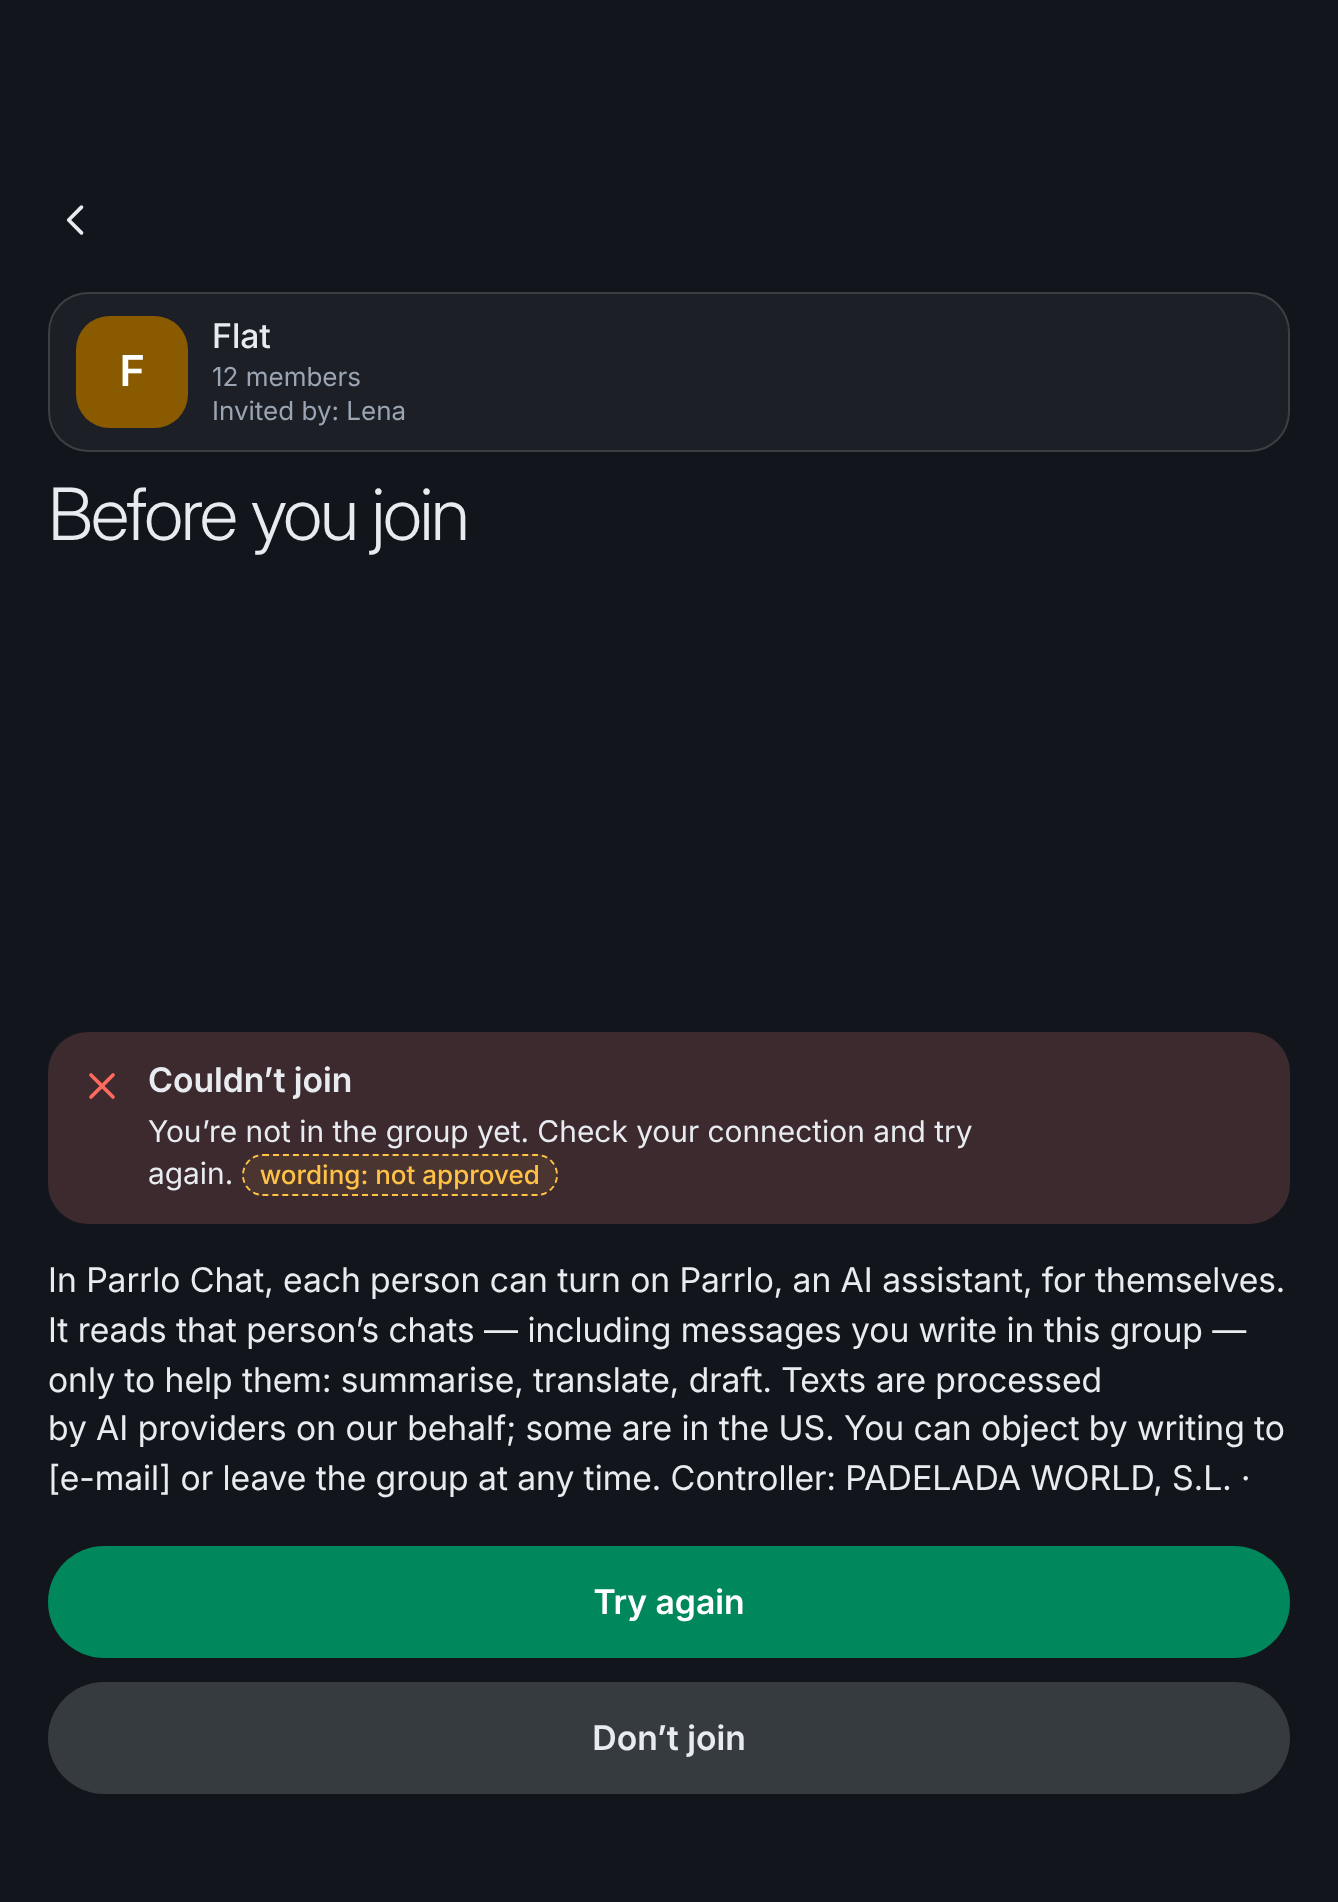 F
Flat
12 members
Invited by: Lena
Before you join
Couldn’t join
You’re not in the group yet. Check your connection and try
again. wording: not approved
In Parrlo Chat, each person can turn on Parrlo, an AI assistant, for themselves.
It reads that person’s chats — including messages you write in this group —
only to help them: summarise, translate, draft. Texts are processed
by AI providers on our behalf; some are in the US. You can object by writing to
[e-mail] or leave the group at any time. Controller: PADELADA WORLD, S.L. ·
Try again
Don’t join